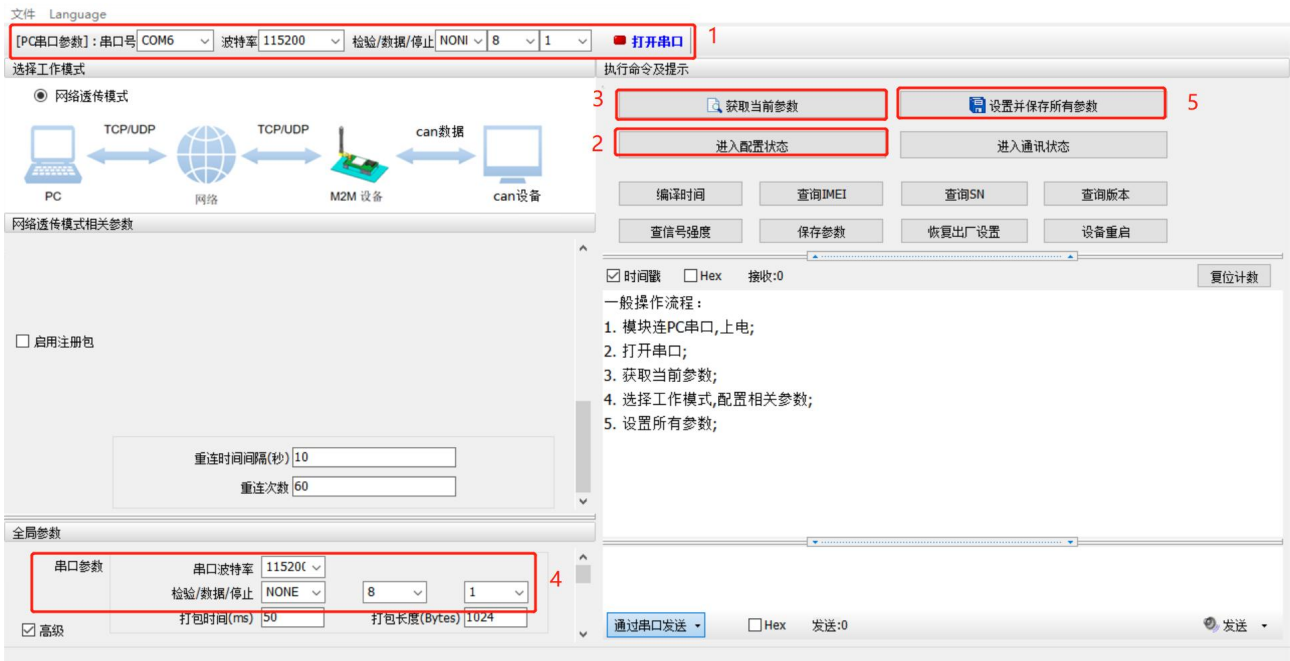 文件 Language
[PC串口参数]：串口号 COM6 波特率 115200 检验/数据/停止 NONI 8 1 打开串口 1
选择工作模式
网络透传模式
TCP/UDP TCP/UDP can数据
PC 网络 M2M 设备 can设备
网络透传模式相关参数
启用注册包
重连时间间隔(秒) 10
重连次数 60
全局参数
串口参数 串口波特率 11520(
检验/数据/停止 NONE 8 1 4
打包时间(ms) 50 打包长度(Bytes) 1024
高级
执行命令及提示
3 获取当前参数 设置并保存所有参数 5
2 进入配置状态 进入通讯状态
编译时间 查询IMEI 查询SN 查询版本
查信号强度 保存参数 恢复出厂设置 设备重启
时间戳 Hex 接收:0 复位计数
一般操作流程：
1. 模块连PC串口,上电;
2. 打开串口;
3. 获取当前参数;
4. 选择工作模式,配置相关参数;
5. 设置所有参数;
通过串口发送 Hex 发送:0 发送